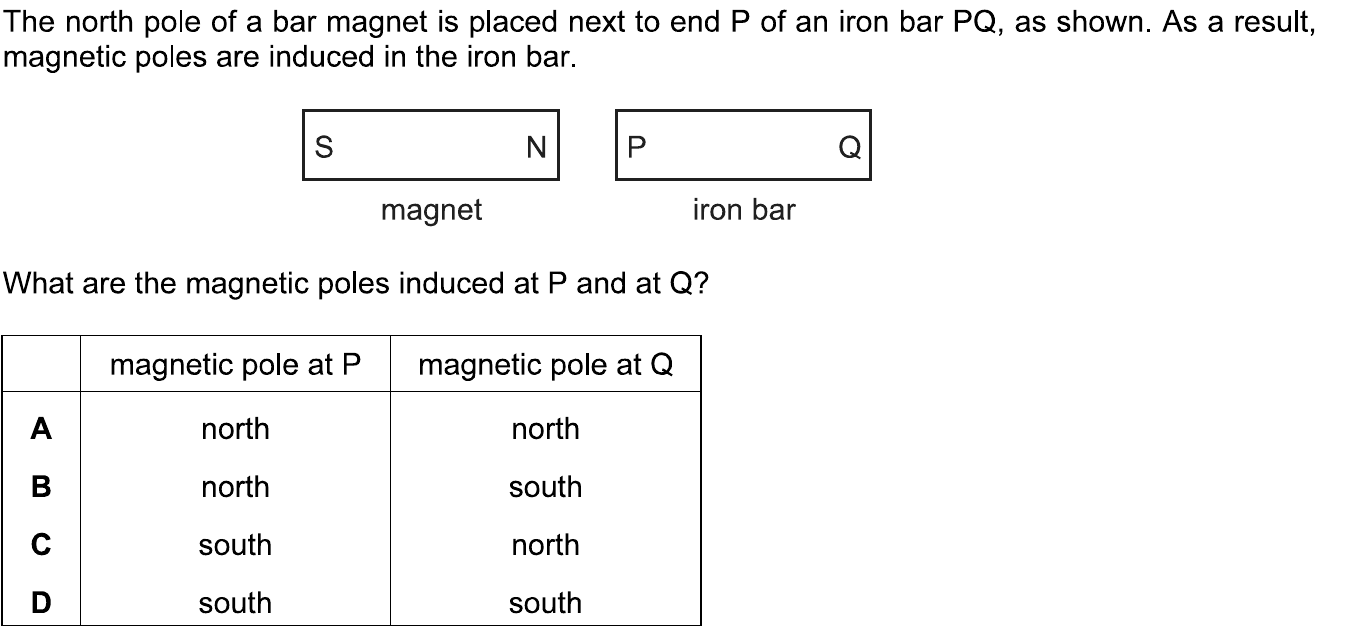 The north pole of a bar magnet is placed next to end P of an iron bar PQ, as shown. As a result,
magnetic poles are induced in the iron bar.
S N P Q
magnet iron bar
What are the magnetic poles induced at P and at Q?
magnetic pole at P magnetic pole at Q
A north north
B north south
C south north
D south south